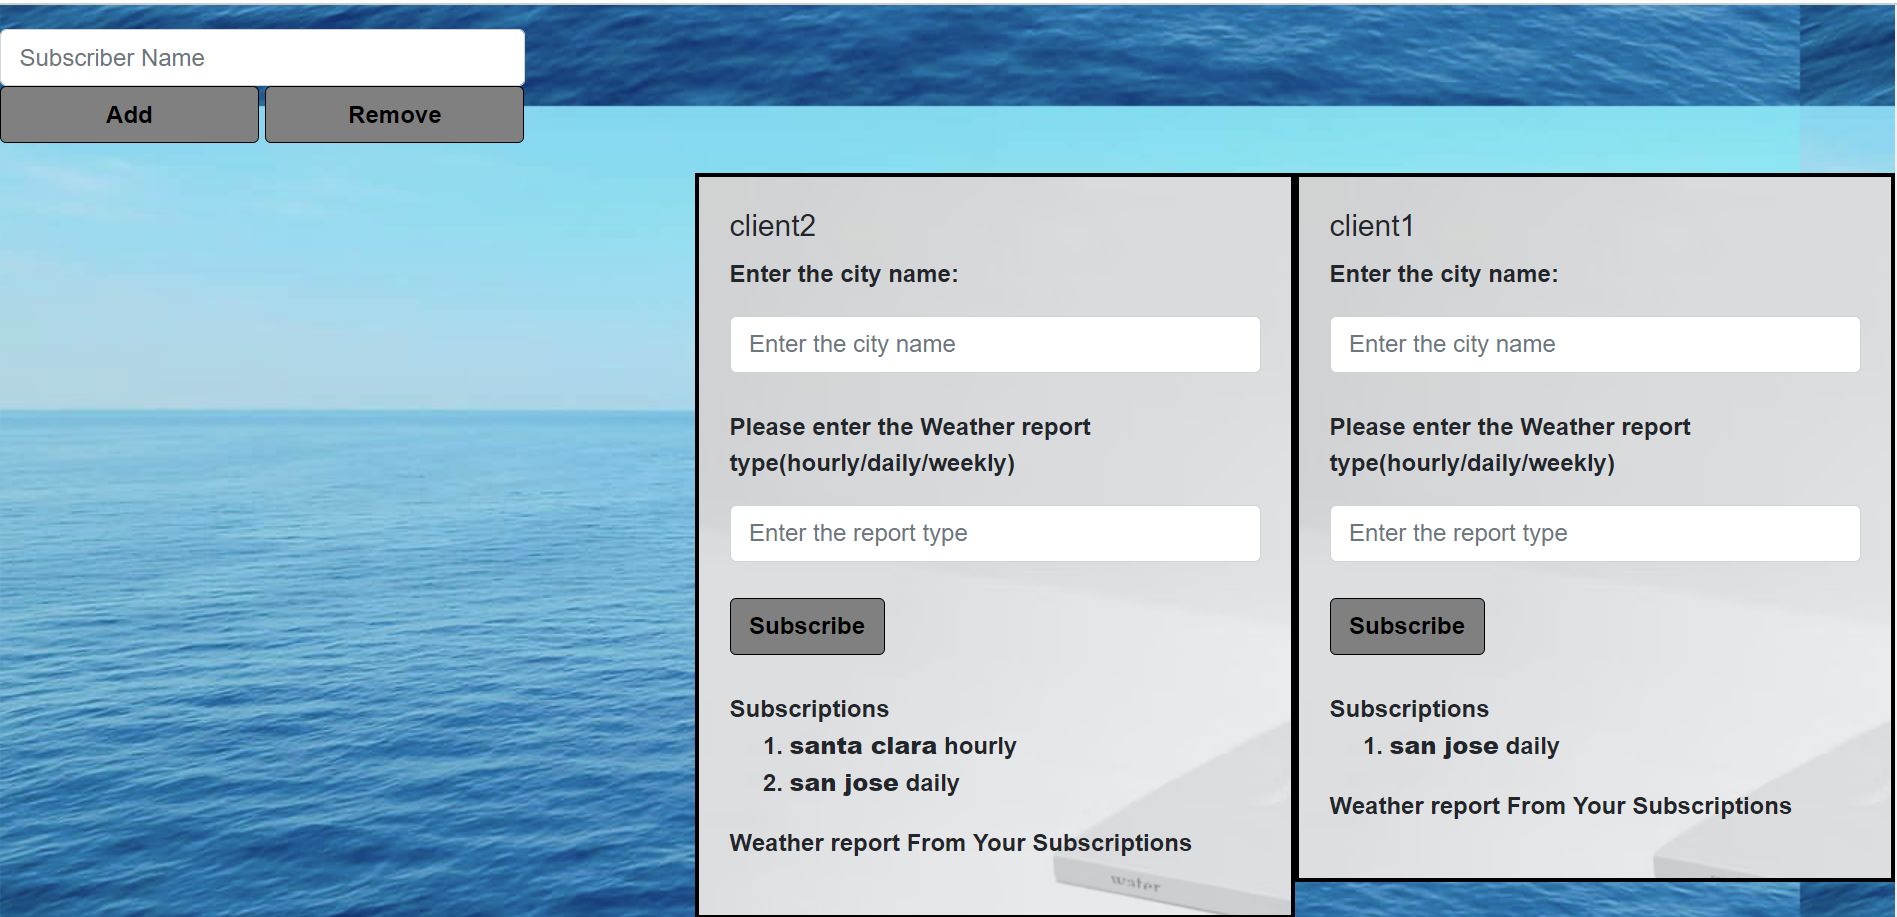 Subscriber Name
Add
Remove
client2
Enter the city name:
Enter the city name
Please enter the Weather report
type(hourly/daily/weekly)
Enter the report type
Subscribe
Subscriptions
1. santa clara hourly
2. san jose daily
Weather report From Your Subscriptions
water
client1
Enter the city name:
Enter the city name
Please enter the Weather report
type(hourly/daily/weekly)
Enter the report type
Subscribe
Subscriptions
1. san jose daily
Weather report From Your Subscriptions